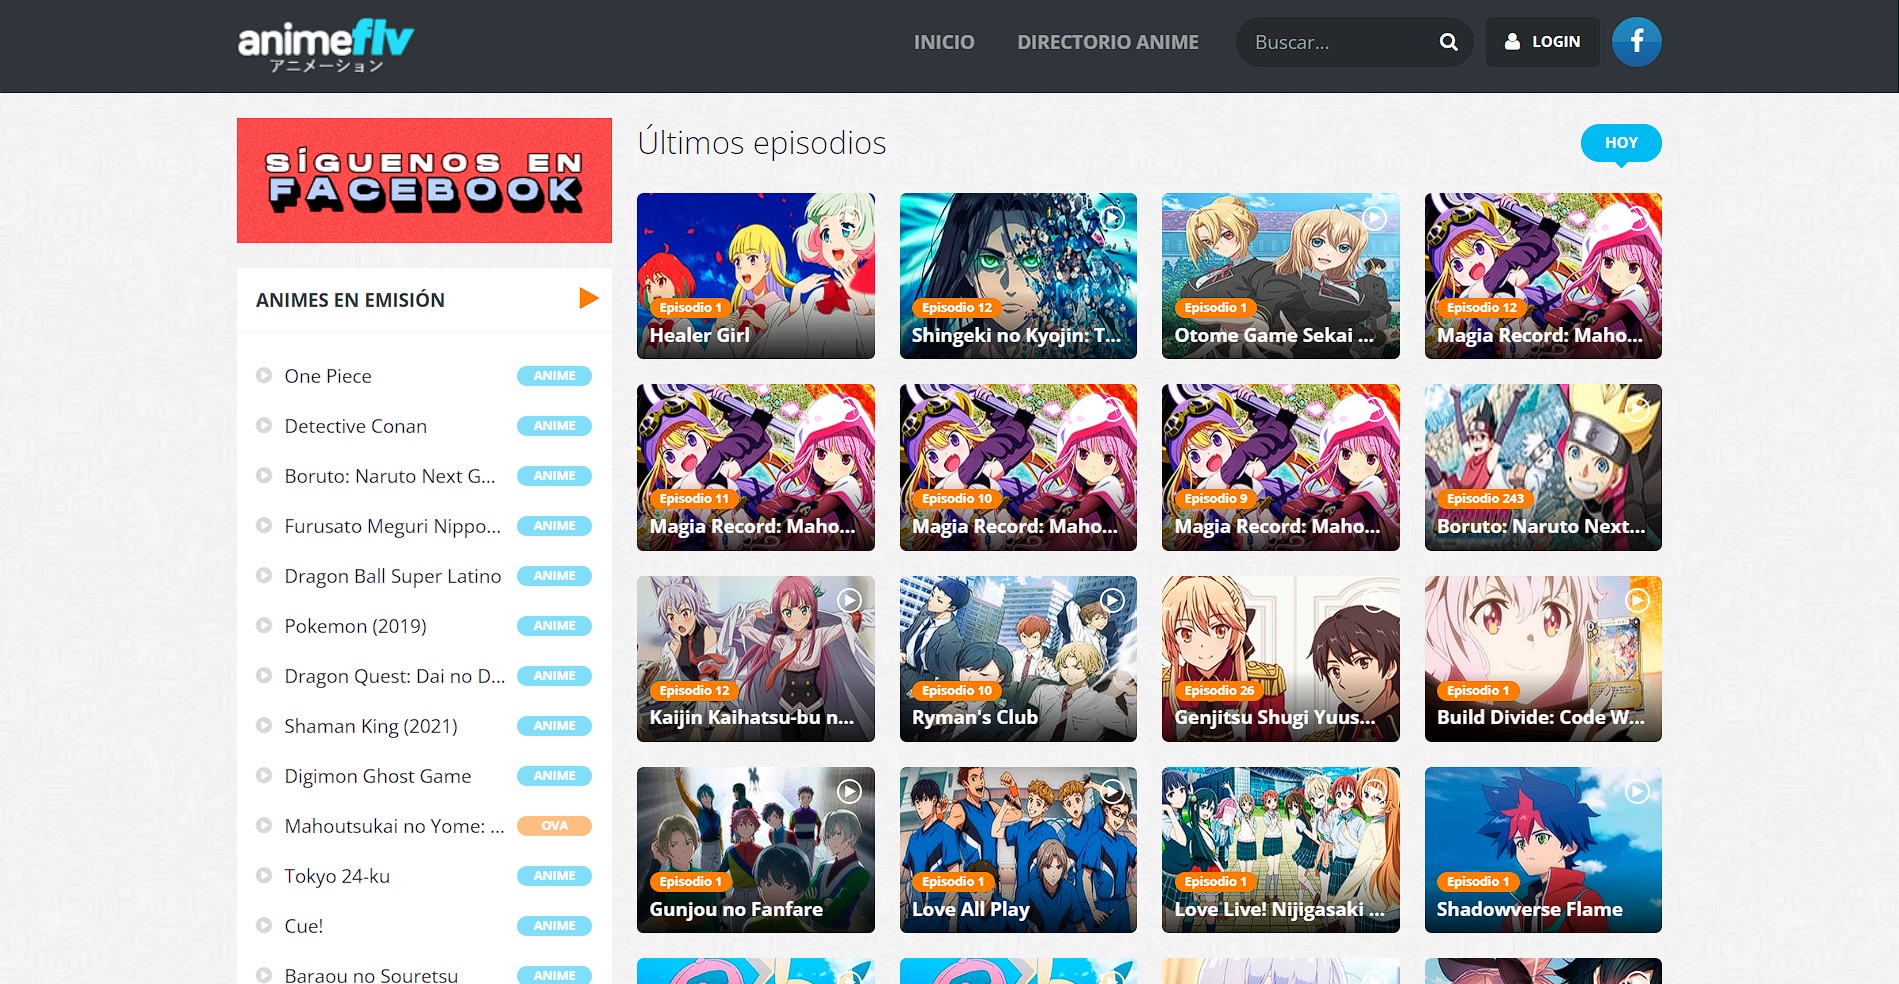 animeflv
アニメーション
INICIO
DIRECTORIO ANIME
Buscar...
LOGIN
SÍGUENOS EN
FACEBOOK
ANIMES EN EMISIÓN
One Piece ANIME
Detective Conan ANIME
Boruto: Naruto Next G... ANIME
Furusato Meguri Nippo... ANIME
Dragon Ball Super Latino ANIME
Pokemon (2019) ANIME
Dragon Quest: Dai no D... ANIME
Shaman King (2021) ANIME
Digimon Ghost Game ANIME
Mahoutsukai no Yome: ... OVA
Tokyo 24-ku ANIME
Cue! ANIME
Baraou no Souretsu ANIME
Últimos episodios
HOY
Episodio 1
Healer Girl
Episodio 12
Shingeki no Kyojin: T...
Episodio 1
Otome Game Sekai ...
Episodio 12
Magia Record: Maho...
Episodio 11
Magia Record: Maho...
Episodio 10
Magia Record: Maho...
Episodio 9
Magia Record: Maho...
Episodio 243
Boruto: Naruto Next...
Episodio 12
Kaijin Kaihatsu-bu n...
Episodio 10
Ryman's Club
Episodio 26
Genjitsu Shugi Yuus...
Episodio 1
Build Divide: Code W...
Episodio 1
Gunjou no Fanfare
Episodio 1
Love All Play
Episodio 1
Love Live! Nijigasaki ...
Episodio 1
Shadowverse Flame